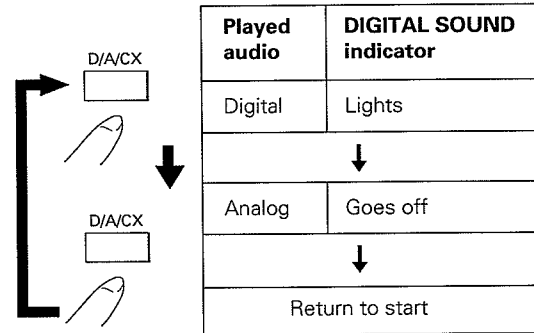 D/A/CX
D/A/CX
Played audio DIGITAL SOUND indicator
Digital Lights
Analog Goes off
Return to start